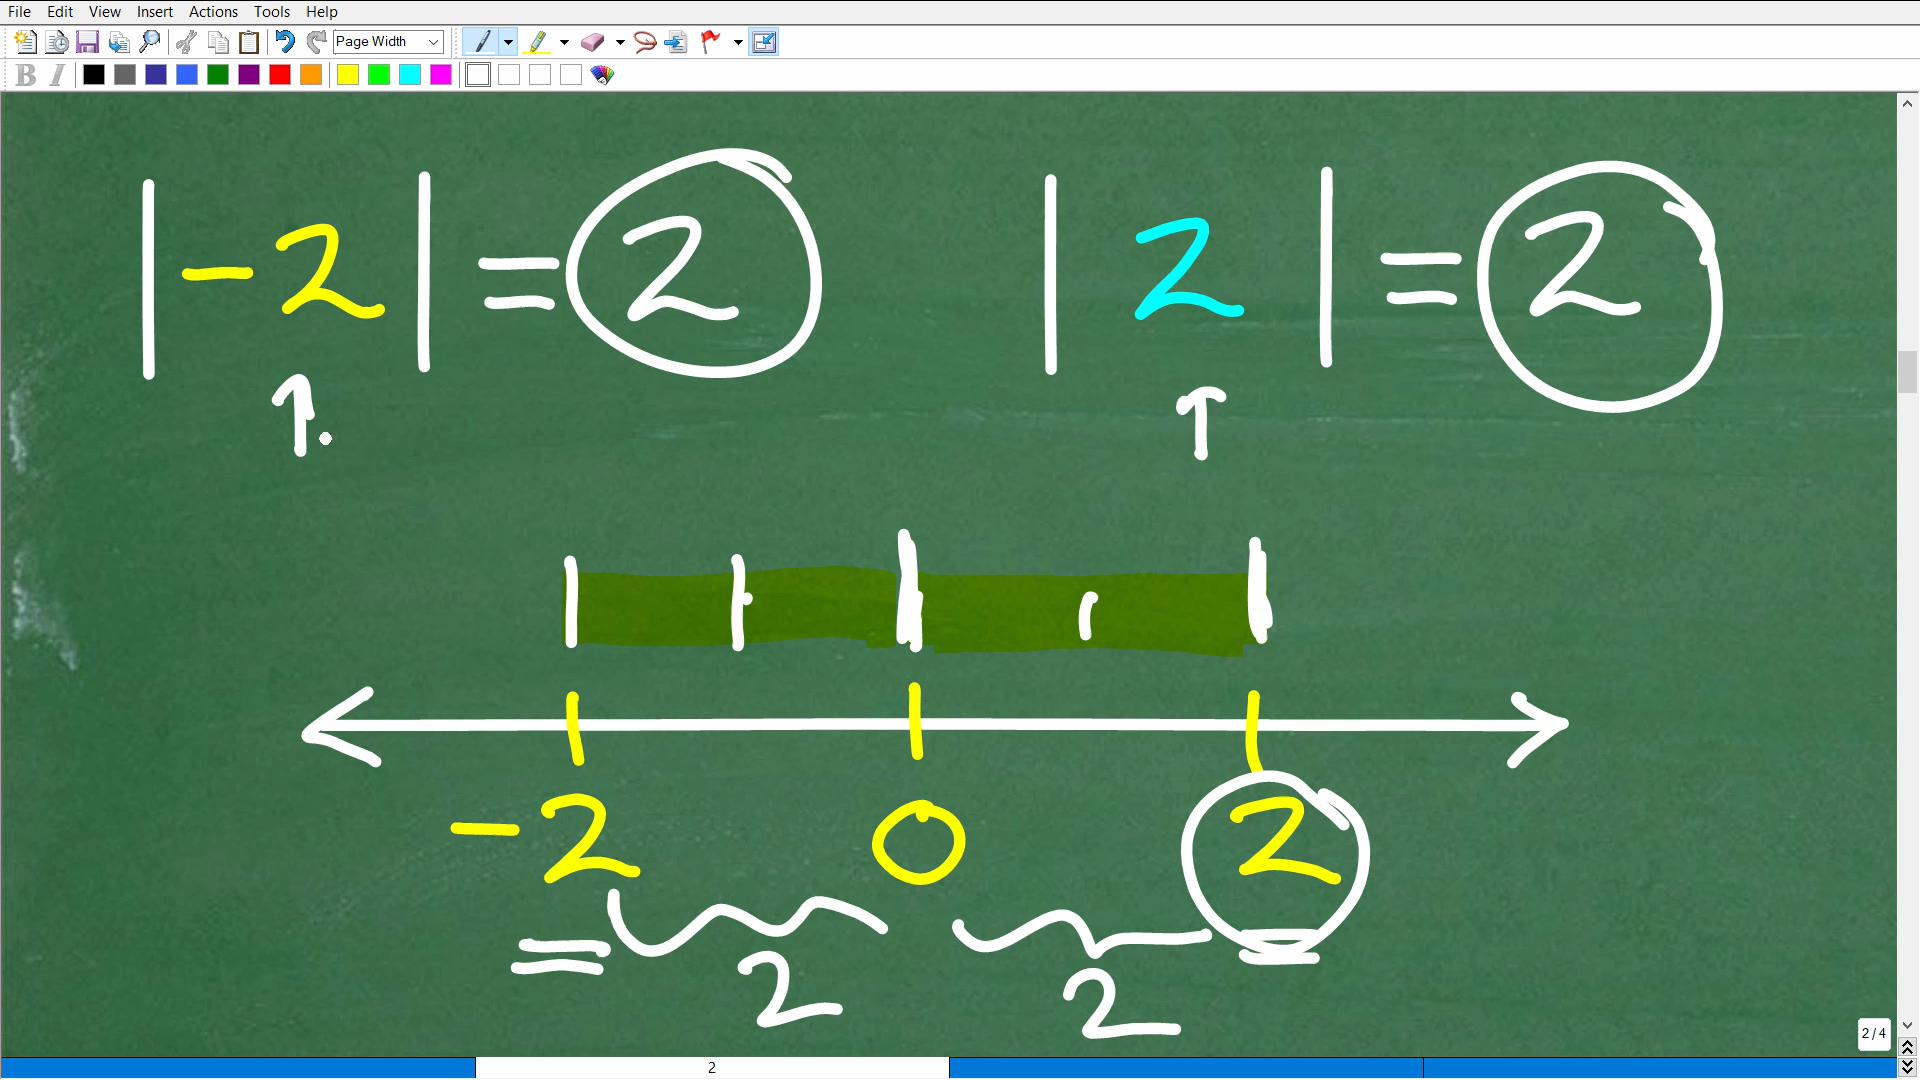 File Edit View Insert Actions Tools Help
Page Width
B I
|-2| = 2 |2| = 2
-2 0 2
= 2 2
2 / 4
2